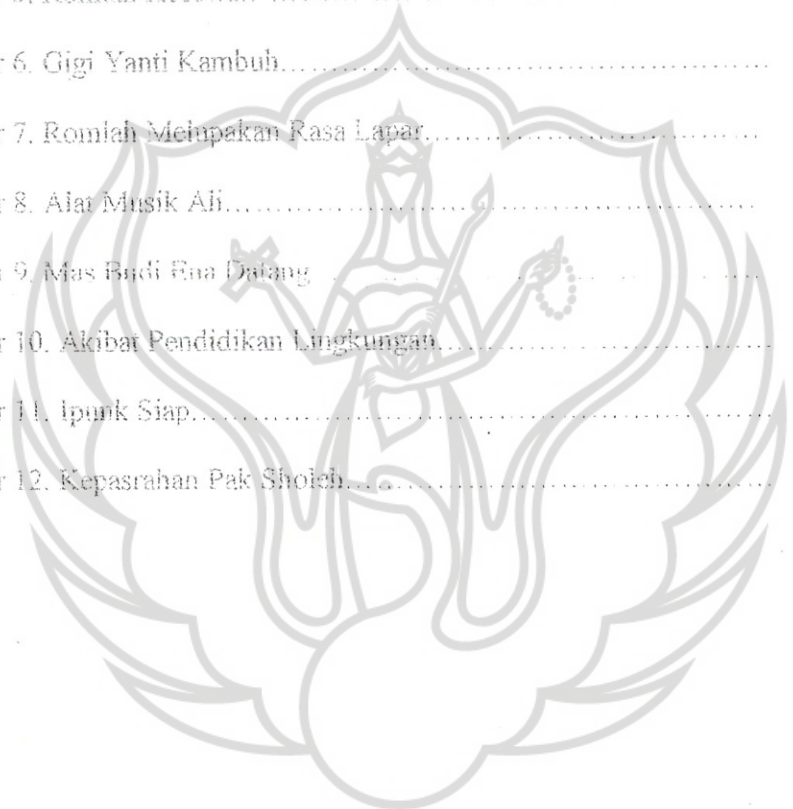 r 6. Gigi Yanti Kambuh..............................................................
r 7. Romlah Melupakan Rasa Lapar...........................................
r 8. Alat Musik Ali......................................................................
r 9. Mas Budi Datang ................................................
r 10. Akibat Pendidikan Lingkungan...........................................
r 11. Ipunk Siap..........................................................................
r 12. Kepasrahan Pak Sholeh......................................................